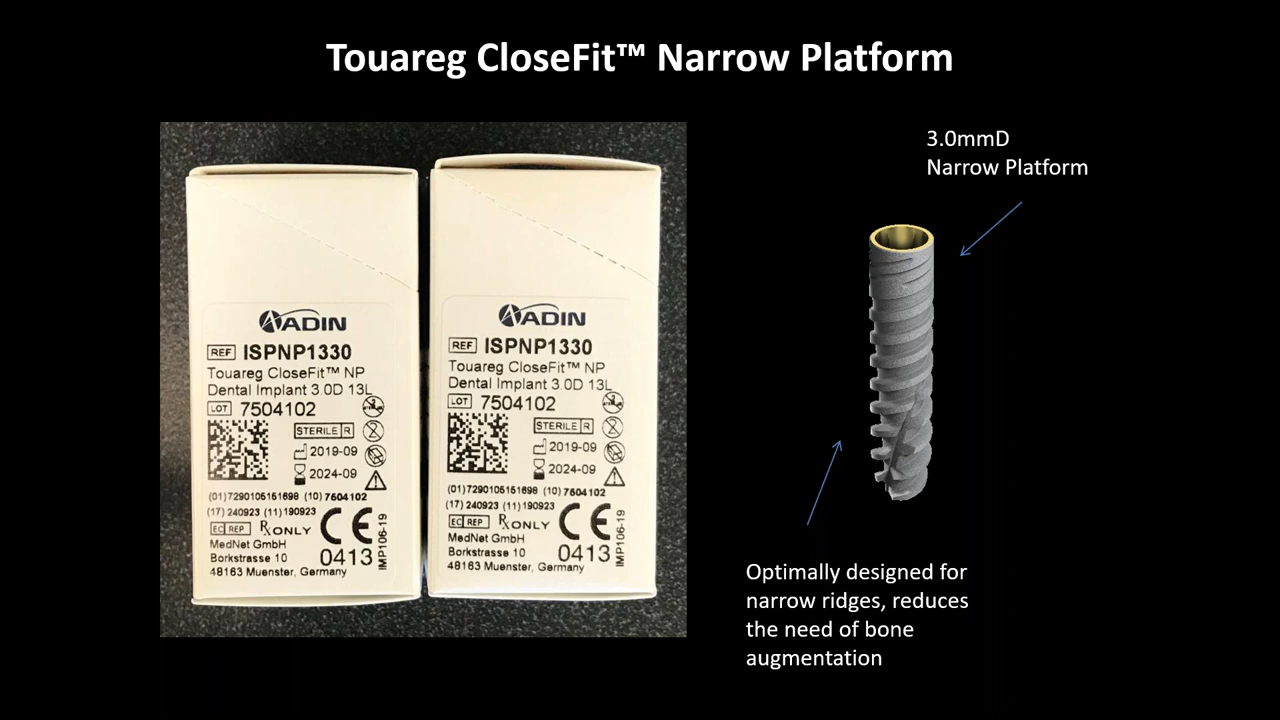 Touareg CloseFit™ Narrow Platform
ADIN
REF ISPNP1330
Touareg CloseFit™ NP
Dental Implant 3.0D 13L
LOT 7504102
STERILE R
2019-09
2024-09
(01)7290106151698 (10)7504102
(17)240923 (11)190923
EC REP Rx ONLY
MedNet GmbH
Borkstrasse 10
48163 Muenster, Germany
CE
0413
IMP106-19
ADIN
REF ISPNP1330
Touareg CloseFit™ NP
Dental Implant 3.0D 13L
LOT 7504102
STERILE R
2019-09
2024-09
(01)7290106151698 (10)7504102
(17)240923 (11)190923
EC REP Rx ONLY
MedNet GmbH
Borkstrasse 10
48163 Muenster, Germany
CE
0413
IMP106-19
3.0mmD
Narrow Platform
Optimally designed for
narrow ridges, reduces
the need of bone
augmentation